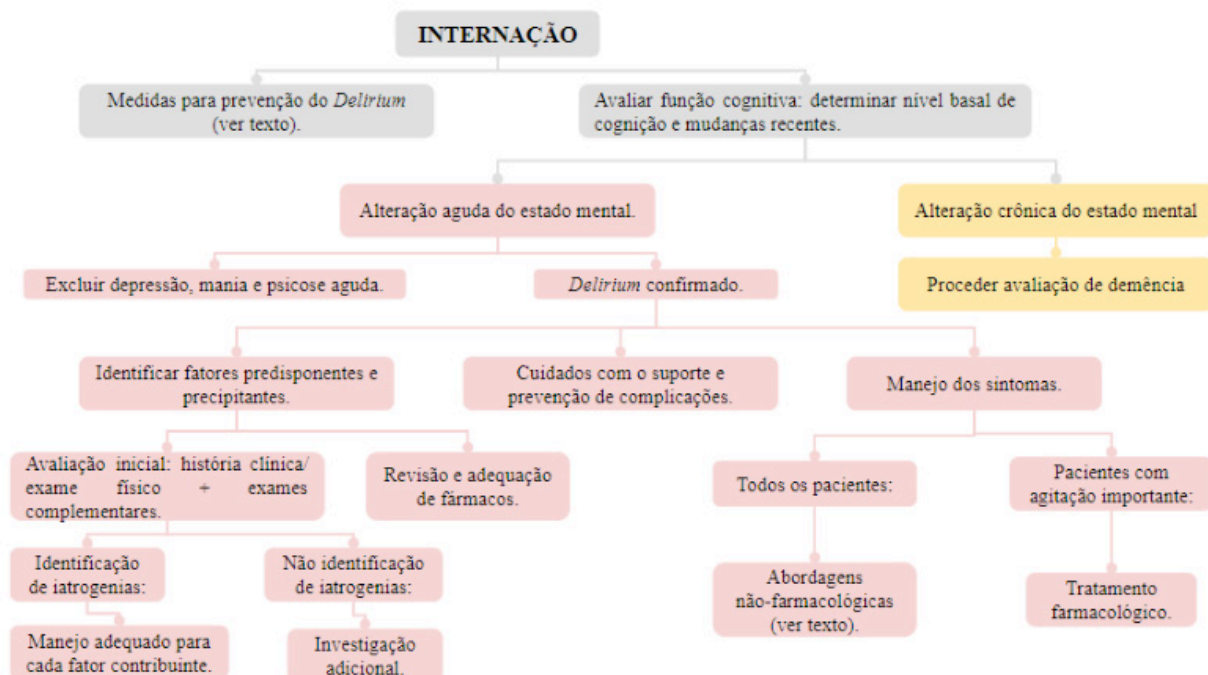 INTERNAÇÃO
Medidas para prevenção do Delirium
(ver texto).
Avaliar função cognitiva: determinar nível basal de
cognição e mudanças recentes.
Alteração aguda do estado mental.
Alteração crônica do estado mental
Excluir depressão, mania e psicose aguda.
Delirium confirmado.
Proceder avaliação de demência
Identificar fatores predisponentes e
precipitantes.
Cuidados com o suporte e
prevenção de complicações.
Manejo dos sintomas.
Avaliação inicial: história clínica/
exame físico + exames
complementares.
Revisão e adequação
de fármacos.
Todos os pacientes:
Pacientes com
agitação importante:
Identificação
de iatrogenias:
Não identificação
de iatrogenias:
Abordagens
não-farmacológicas
(ver texto).
Tratamento
farmacológico.
Manejo adequado para
cada fator contribuinte.
Investigação
adicional.